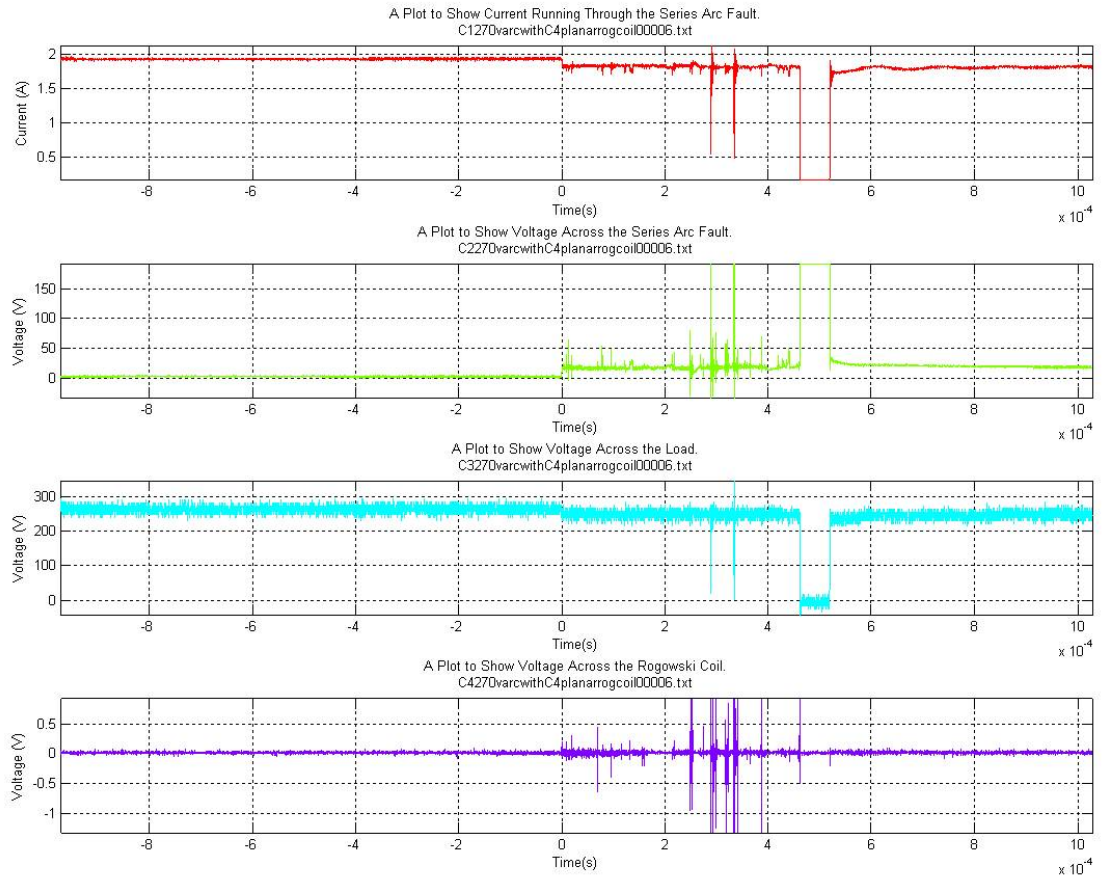 A Plot to Show Current Running Through the Series Arc Fault.
C1270varcwithC4planarrogcoil00006.txt
2
1.5
1
0.5
Current (A)
-8 -6 -4 -2 0 2 4 6 8 10
Time(s)
x 10-4
A Plot to Show Voltage Across the Series Arc Fault.
C2270varcwithC4planarrogcoil00006.txt
150
100
50
0
Voltage (V)
-8 -6 -4 -2 0 2 4 6 8 10
Time(s)
x 10-4
A Plot to Show Voltage Across the Load.
C3270varcwithC4planarrogcoil00006.txt
300
200
100
0
Voltage (V)
-8 -6 -4 -2 0 2 4 6 8 10
Time(s)
x 10-4
A Plot to Show Voltage Across the Rogowski Coil.
C4270varcwithC4planarrogcoil00006.txt
0.5
0
-0.5
-1
Voltage (V)
-8 -6 -4 -2 0 2 4 6 8 10
Time(s)
x 10-4